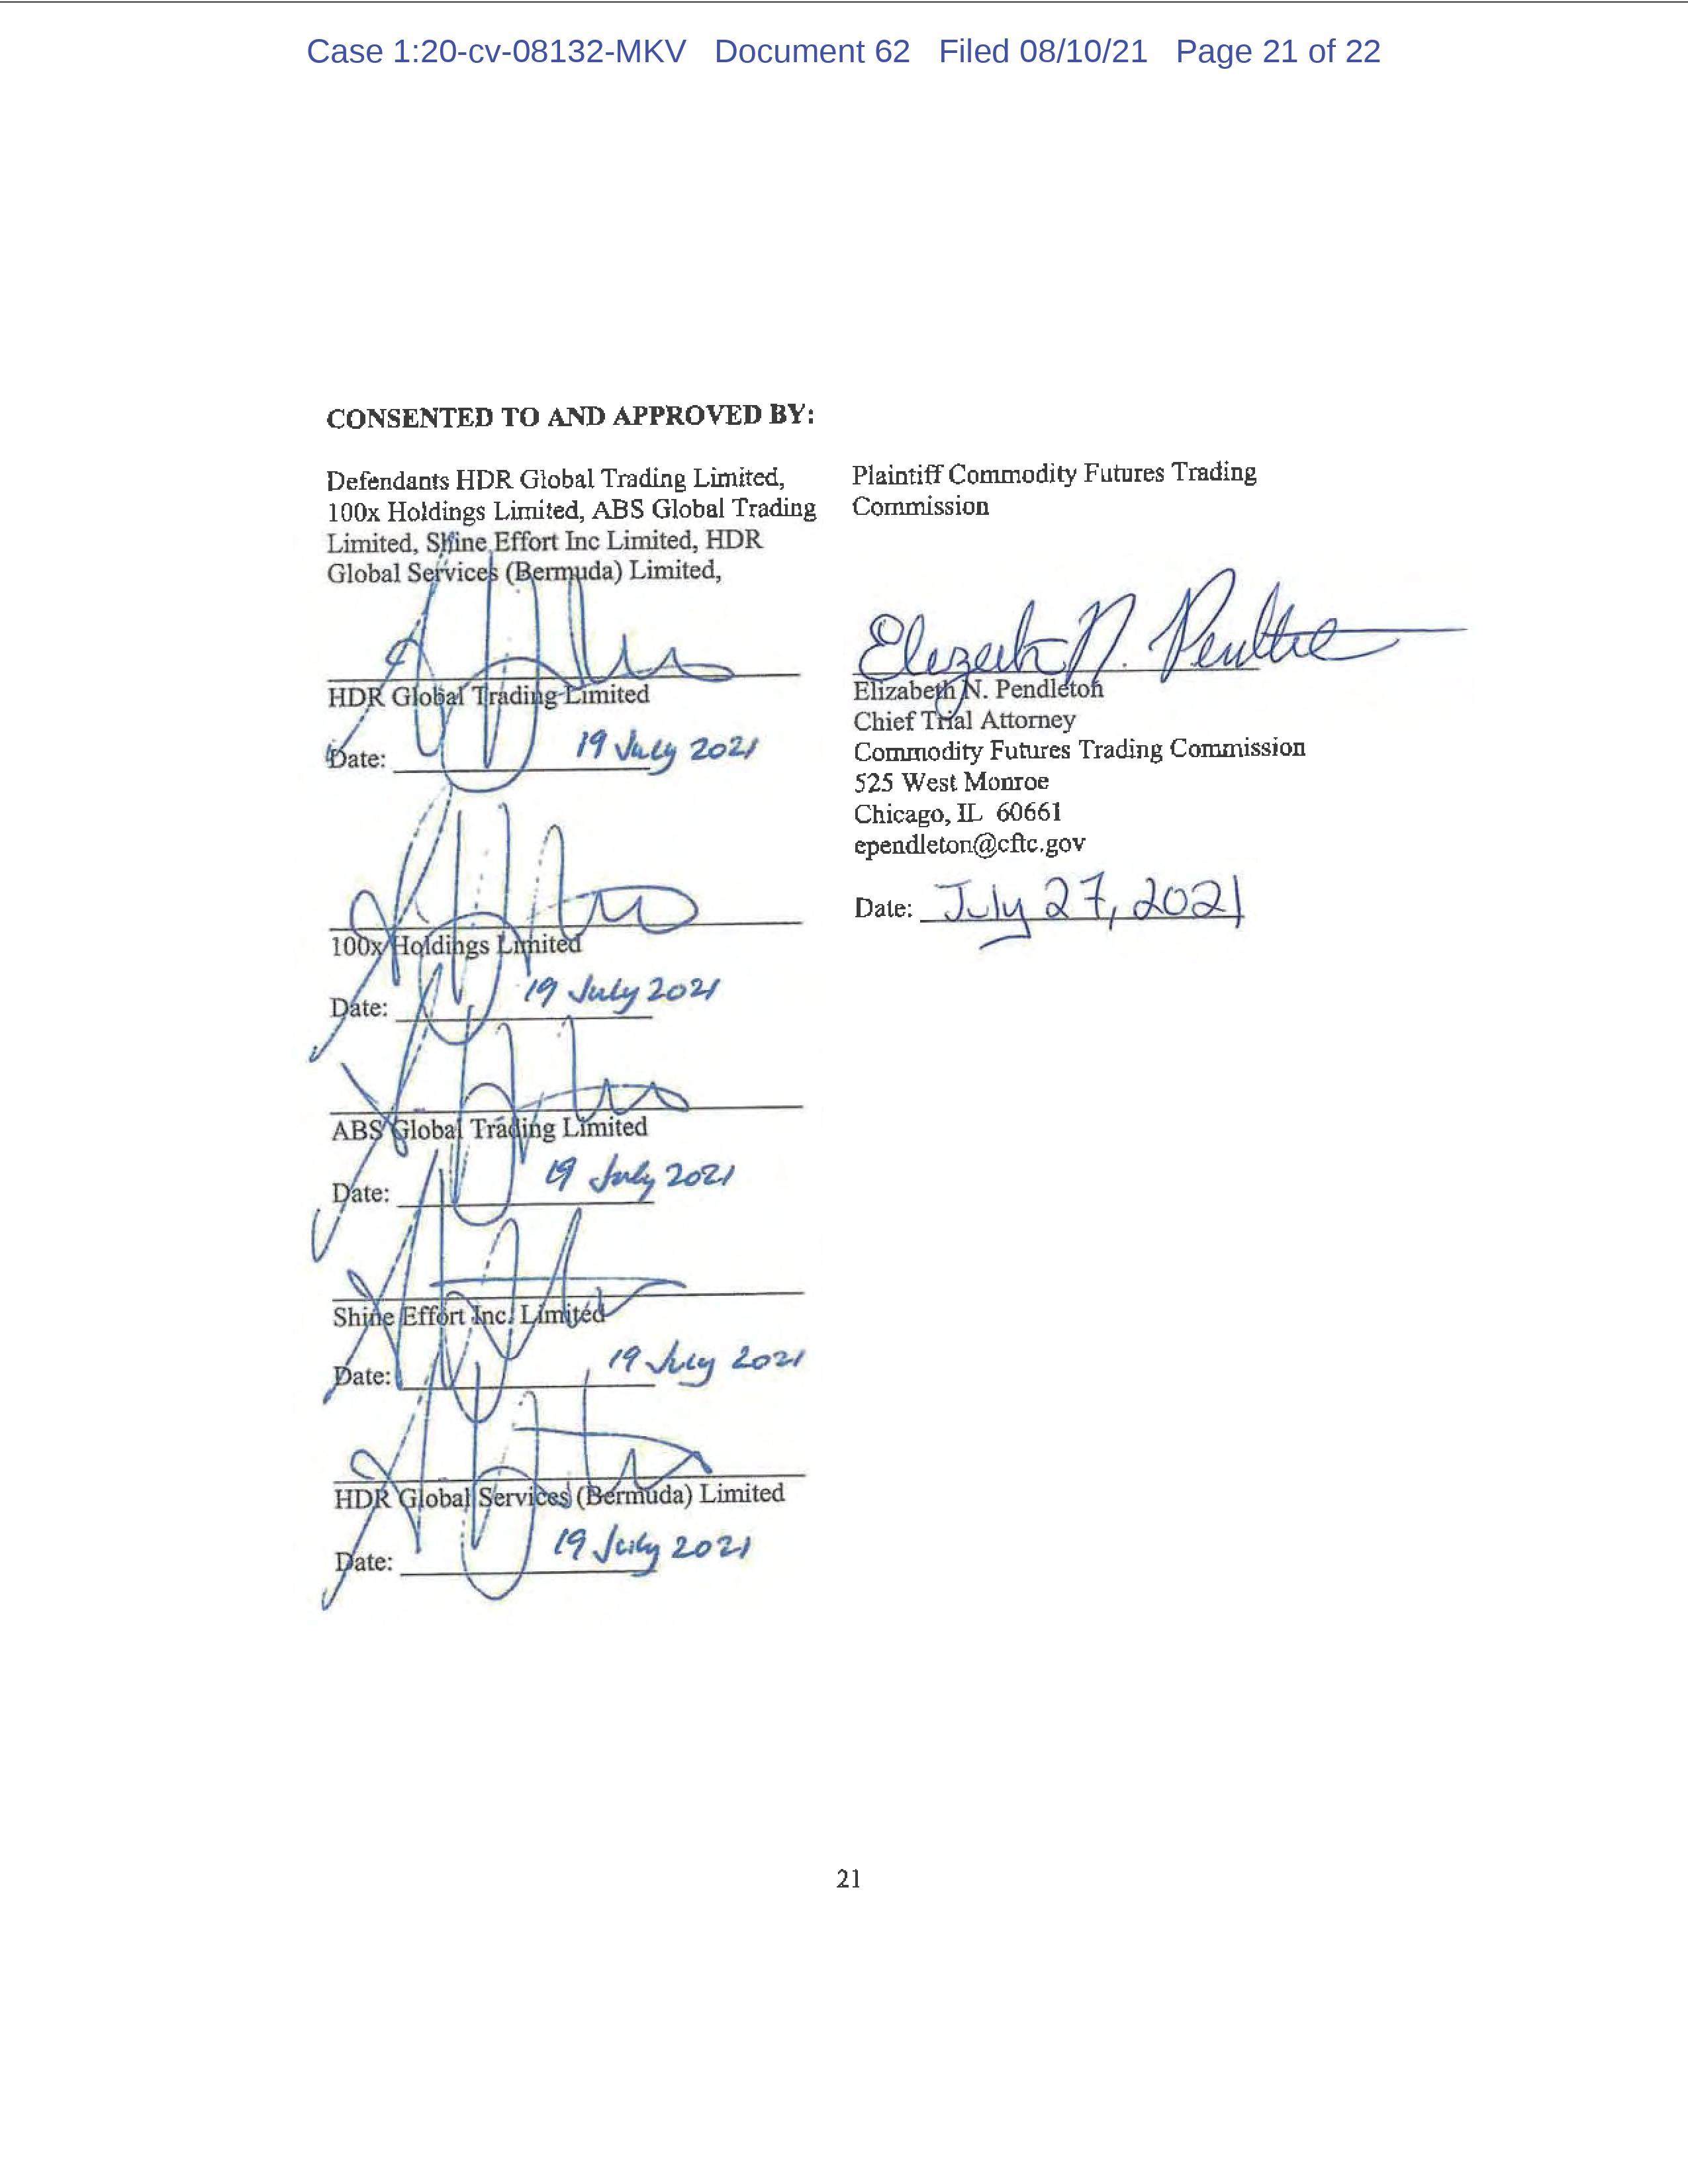 Case 1:20-cv-08132-MKV Document 62 Filed 08/10/21 Page 21 of 22
CONSENTED TO AND APPROVED BY:
Defendants HDR Global Trading Limited,
100x Holdings Limited, ABS Global Trading
Limited, Shine Effort Inc Limited, HDR
Global Services (Bermuda) Limited,
HDR Global Trading Limited
Date: 19 July 2021
100x Holdings Limited
Date: 19 July 2021
ABS Global Trading Limited
Date: 19 July 2021
Shine Effort Inc. Limited
Date: 19 July 2021
HDR Global Services (Bermuda) Limited
Date: 19 July 2021
Plaintiff Commodity Futures Trading
Commission
Elizabeth N. Pendleton
Elizabeth N. Pendleton
Chief Trial Attorney
Commodity Futures Trading Commission
525 West Monroe
Chicago, IL 60661
ependleton@cftc.gov
Date: July 27, 2021
21